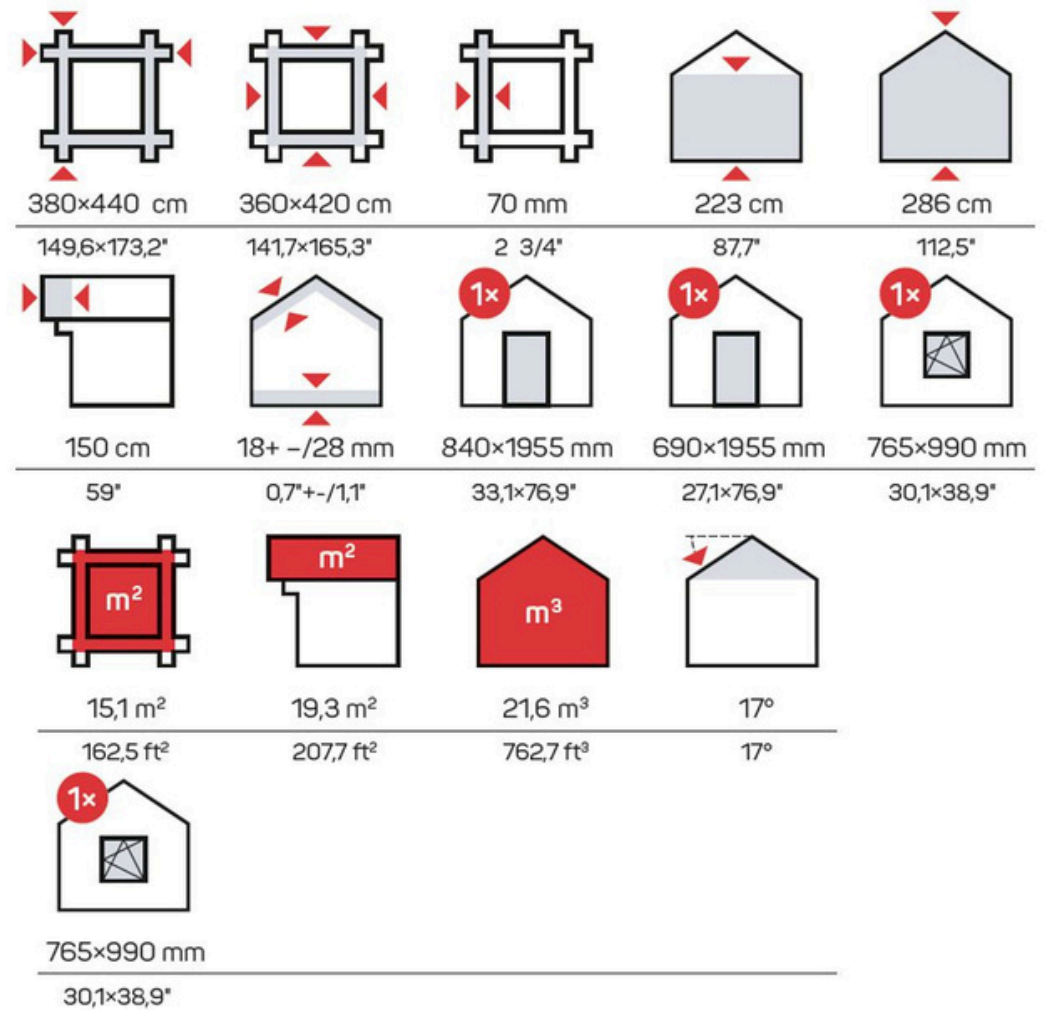 380×440 cm 360×420 cm 70 mm 223 cm 286 cm
149,6×173,2" 141,7×165,3" 2 3/4" 87,7" 112,5"
1× 1× 1×
150 cm 18+ –/28 mm 840×1955 mm 690×1955 mm 765×990 mm
59" 0,7"+-/1,1" 33,1×76,9" 27,1×76,9" 30,1×38,9"
m² m² m³
15,1 m² 19,3 m² 21,6 m³ 17°
162,5 ft² 207,7 ft² 762,7 ft³ 17°
1×
765×990 mm
30,1×38,9"